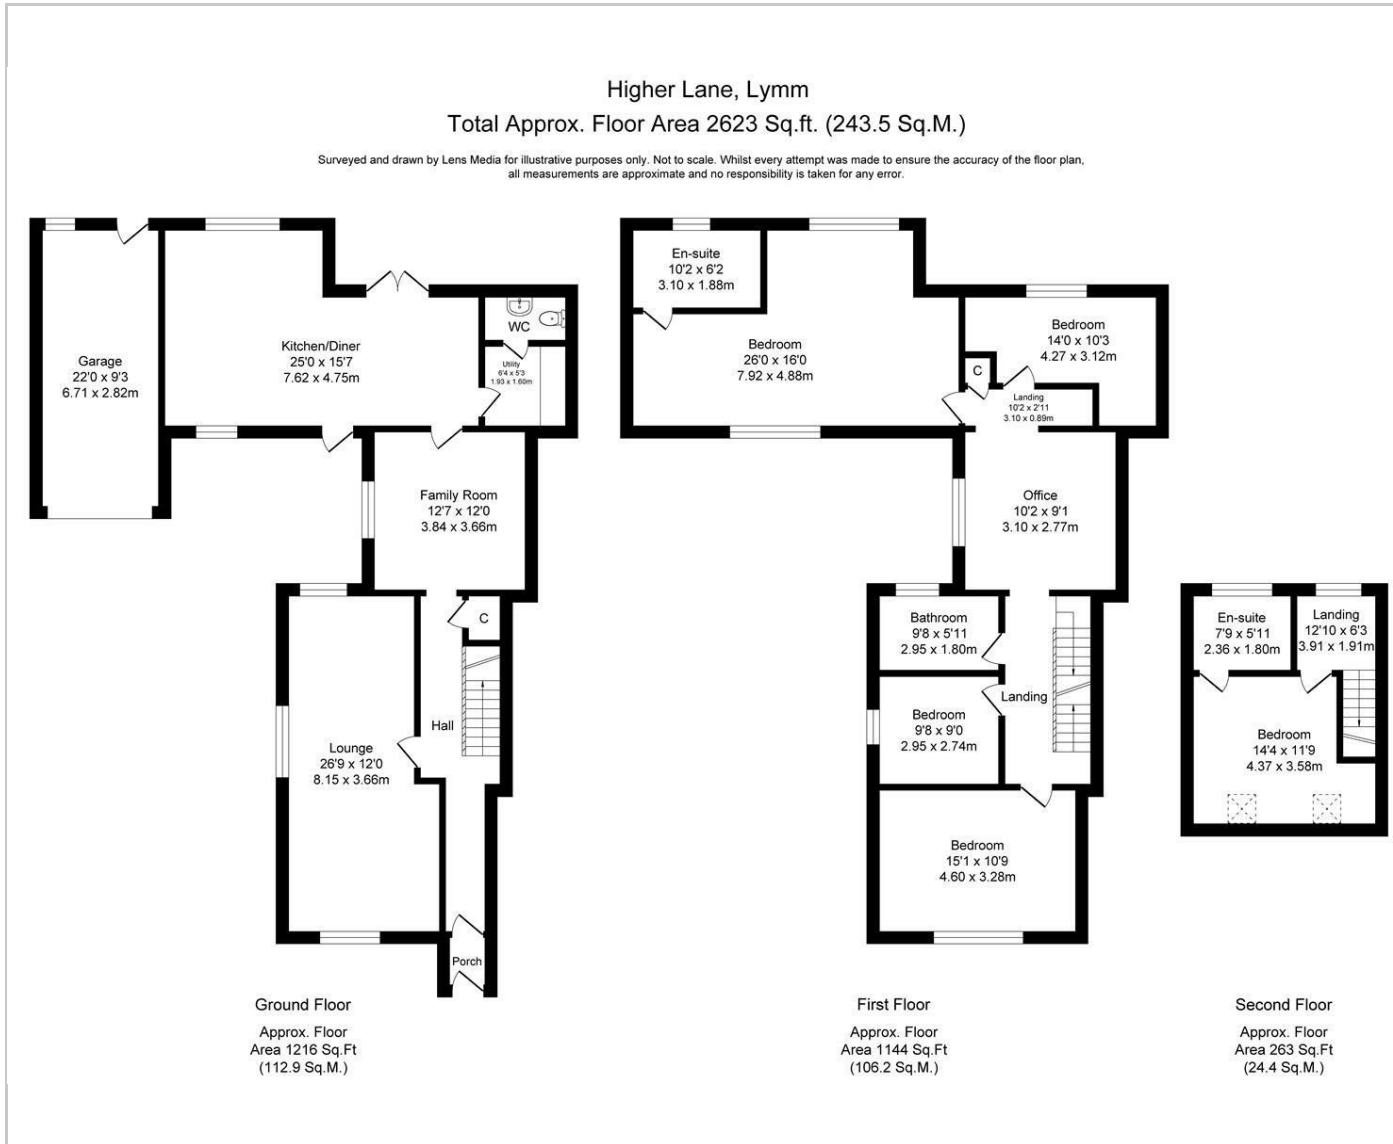 Higher Lane, Lymm
Total Approx. Floor Area 2623 Sq.ft. (243.5 Sq.M.)
Surveyed and drawn by Lens Media for illustrative purposes only. Not to scale. Whilst every attempt was made to ensure the accuracy of the floor plan,
all measurements are approximate and no responsibility is taken for any error.
Garage
22'0 x 9'3
6.71 x 2.82m
Kitchen/Diner
25'0 x 15'7
7.62 x 4.75m
WC
Utility
6'4 x 5'3
1.93 x 1.60m
Family Room
12'7 x 12'0
3.84 x 3.66m
C
Hall
Lounge
26'9 x 12'0
8.15 x 3.66m
Porch
Ground Floor
Approx. Floor
Area 1216 Sq.Ft
(112.9 Sq.M.)
En-suite
10'2 x 6'2
3.10 x 1.88m
Bedroom
26'0 x 16'0
7.92 x 4.88m
Bedroom
14'0 x 10'3
4.27 x 3.12m
C
Landing
10'2 x 2'11
3.10 x 0.89m
Office
10'2 x 9'1
3.10 x 2.77m
Bathroom
9'8 x 5'11
2.95 x 1.80m
Landing
Bedroom
9'8 x 9'0
2.95 x 2.74m
Bedroom
15'1 x 10'9
4.60 x 3.28m
First Floor
Approx. Floor
Area 1144 Sq.Ft
(106.2 Sq.M.)
En-suite
7'9 x 5'11
2.36 x 1.80m
Landing
12'10 x 6'3
3.91 x 1.91m
Bedroom
14'4 x 11'9
4.37 x 3.58m
Second Floor
Approx. Floor
Area 263 Sq.Ft
(24.4 Sq.M.)